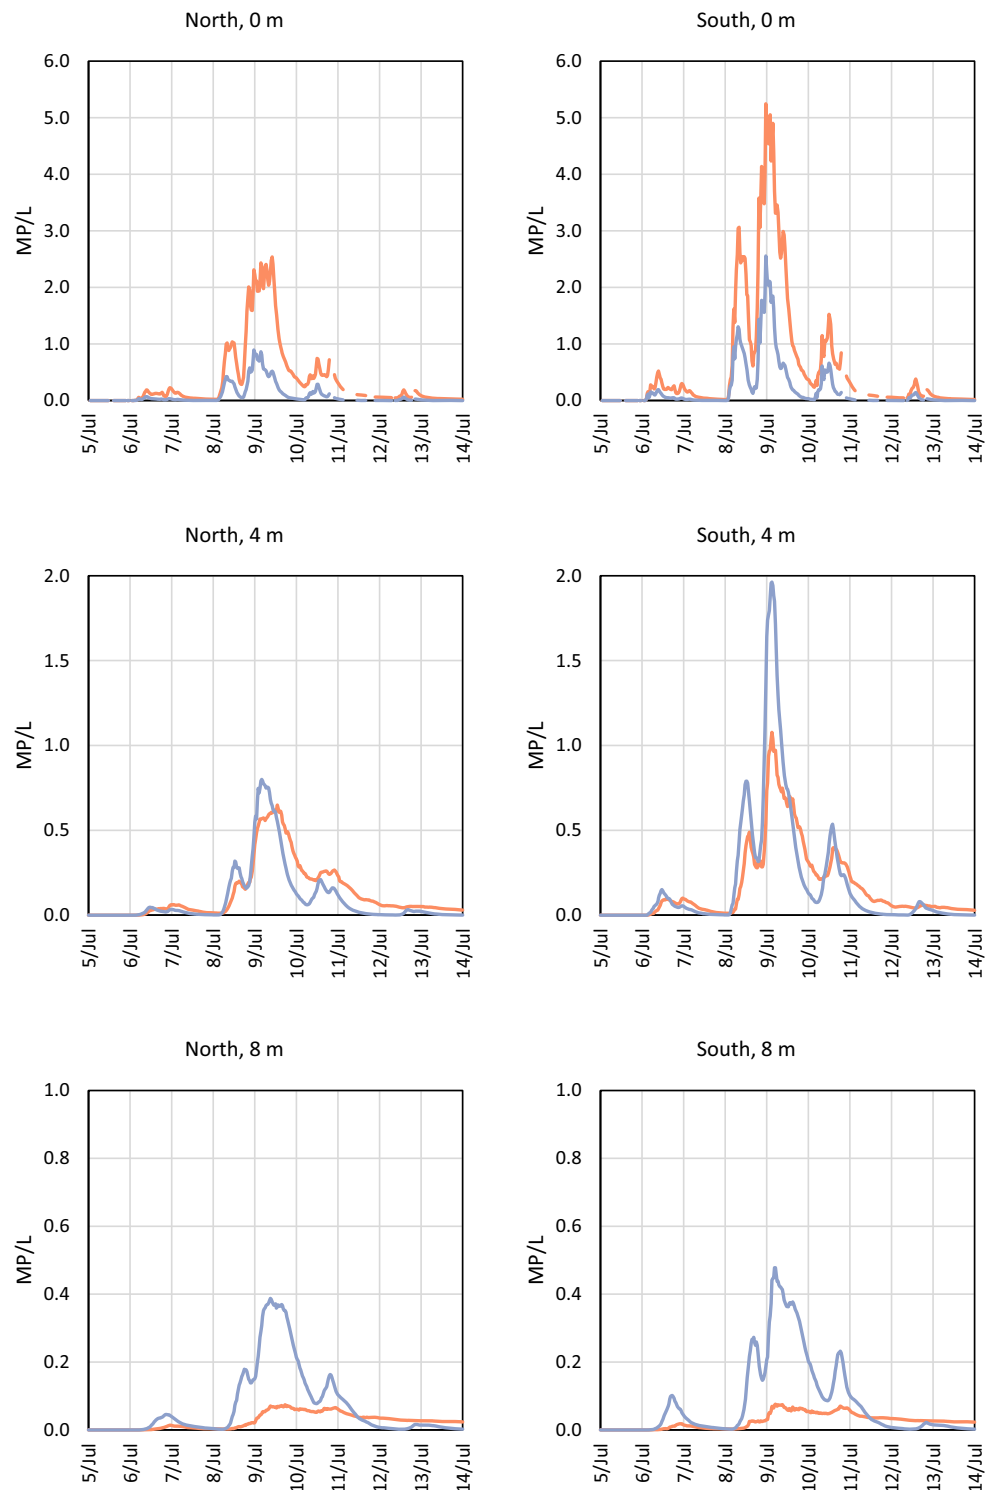 North, 0 m
South, 0 m
6.0
5.0
4.0
3.0
2.0
1.0
0.0
MP/L
5/Jul
6/Jul
7/Jul
8/Jul
9/Jul
10/Jul
11/Jul
12/Jul
13/Jul
14/Jul
6.0
5.0
4.0
3.0
2.0
1.0
0.0
MP/L
5/Jul
6/Jul
7/Jul
8/Jul
9/Jul
10/Jul
11/Jul
12/Jul
13/Jul
14/Jul
North, 4 m
South, 4 m
2.0
1.5
1.0
0.5
0.0
MP/L
5/Jul
6/Jul
7/Jul
8/Jul
9/Jul
10/Jul
11/Jul
12/Jul
13/Jul
14/Jul
2.0
1.5
1.0
0.5
0.0
MP/L
5/Jul
6/Jul
7/Jul
8/Jul
9/Jul
10/Jul
11/Jul
12/Jul
13/Jul
14/Jul
North, 8 m
South, 8 m
1.0
0.8
0.6
0.4
0.2
0.0
MP/L
5/Jul
6/Jul
7/Jul
8/Jul
9/Jul
10/Jul
11/Jul
12/Jul
13/Jul
14/Jul
1.0
0.8
0.6
0.4
0.2
0.0
MP/L
5/Jul
6/Jul
7/Jul
8/Jul
9/Jul
10/Jul
11/Jul
12/Jul
13/Jul
14/Jul